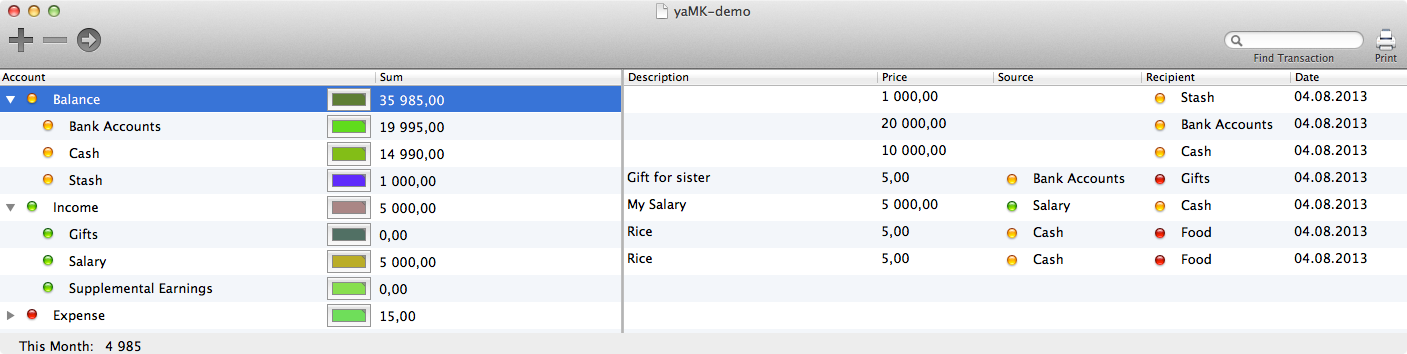 yaMK-demo
Find Transaction
Print
Account Sum
Balance 35 985,00
Bank Accounts 19 995,00
Cash 14 990,00
Stash 1 000,00
Income 5 000,00
Gifts 0,00
Salary 5 000,00
Supplemental Earnings 0,00
Expense 15,00
Description Price Source Recipient Date
1 000,00 Stash 04.08.2013
20 000,00 Bank Accounts 04.08.2013
10 000,00 Cash 04.08.2013
Gift for sister 5,00 Bank Accounts Gifts 04.08.2013
My Salary 5 000,00 Salary Cash 04.08.2013
Rice 5,00 Cash Food 04.08.2013
Rice 5,00 Cash Food 04.08.2013
This Month: 4 985